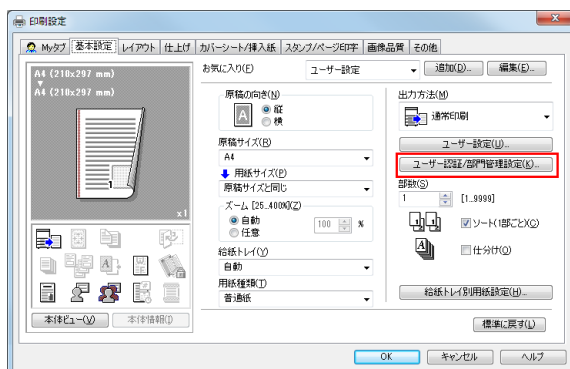 印刷設定
Myタブ 基本設定 レイアウト 仕上げ カバーシート/挿入紙 スタンプ/ページ印字 画像品質 その他
A4 (210x297 mm)
A4 (210x297 mm)
1
x1
本体ビュー(V) 本体情報(I)
お気に入り(F) ユーザー設定 追加(D)... 編集(E)...
原稿の向き(N)
A
縦
横
原稿サイズ(R)
A4
用紙サイズ(P)
原稿サイズと同じ
ズーム [25..400%](Z)
自動
任意
100 %
給紙トレイ(Y)
自動
用紙種類(T)
普通紙
出力方法(M)
通常印刷
ユーザー設定(U)...
ユーザー認証/部門管理設定(K)...
部数(S)
1 [1..9999]
ソート(1部ごと)(C)
仕分け(O)
給紙トレイ別用紙設定(H)...
標準に戻す(L)
OK キャンセル ヘルプ